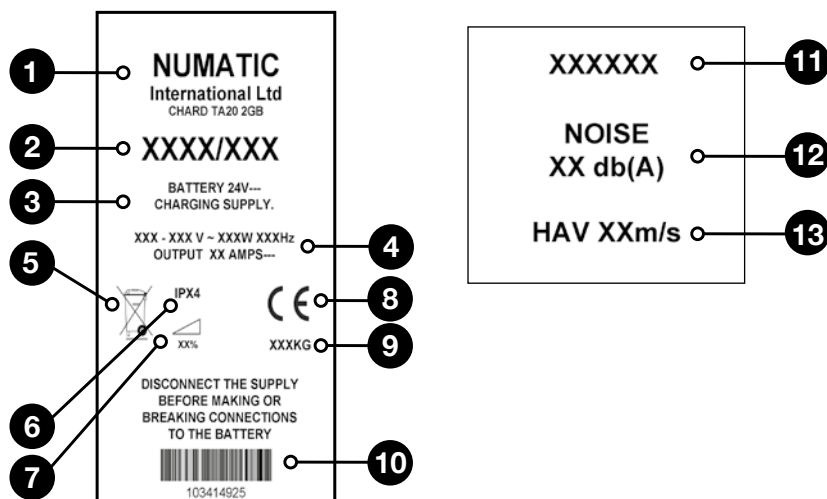 1
NUMATIC
International Ltd
CHARD TA20 2GB
2
XXXX/XXX
3
BATTERY 24V---
CHARGING SUPPLY.
XXX - XXX V ~ XXXW XXXHz
OUTPUT XX AMPS---
4
5
IPX4
6
XX%
7
CE
8
XXXKG
9
DISCONNECT THE SUPPLY
BEFORE MAKING OR
BREAKING CONNECTIONS
TO THE BATTERY
10
103414925
XXXXXX
11
NOISE
XX db(A)
12
HAV XXm/s
13